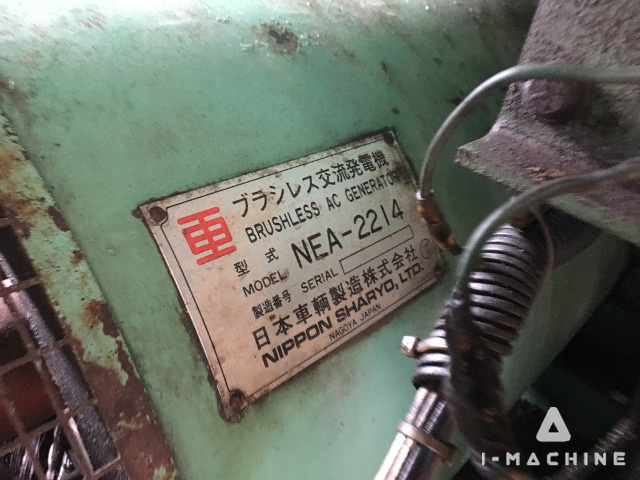 車
ブラシレス交流発電機
BRUSHLESS AC GENERATOR
型式
MODEL NEA-2214
製造番号 SERIAL
日本車輌製造株式会社
NIPPON SHARYO, LTD.
NAGOYA JAPAN
I-MACHINE